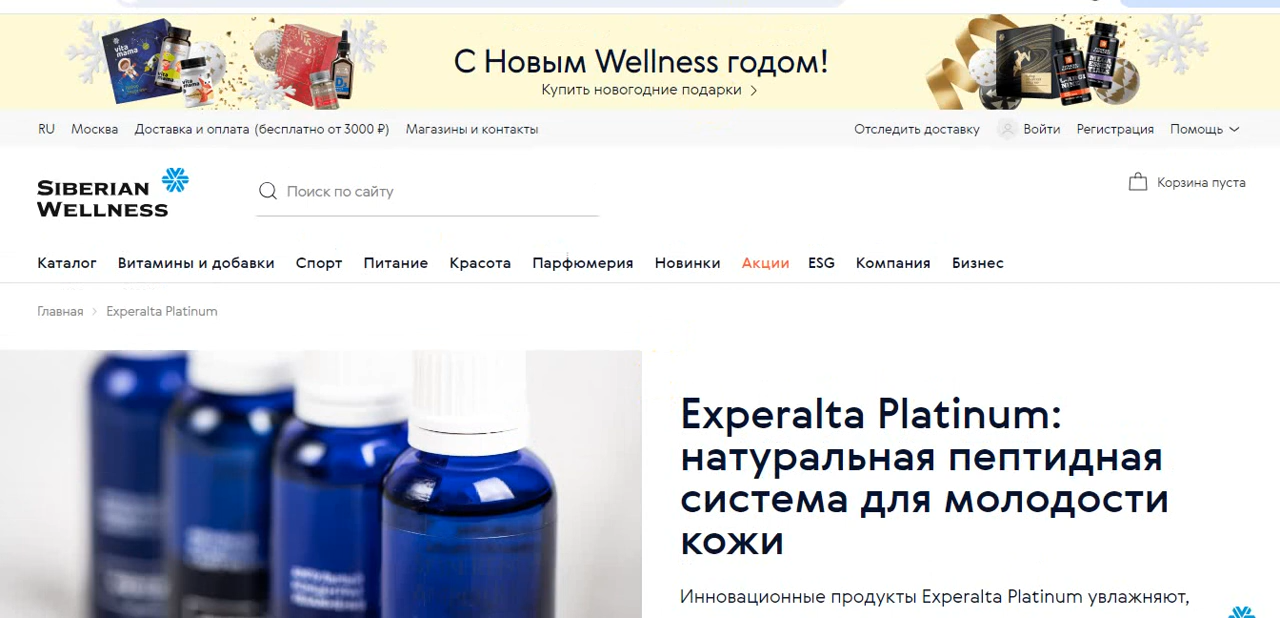 С Новым Wellness годом!
Купить новогодние подарки
RU Москва Доставка и оплата (бесплатно от 3000 ₽) Магазины и контакты Отследить доставку Войти Регистрация Помощь
SIBERIAN
WELLNESS
Поиск по сайту
Корзина пуста
Каталог Витамины и добавки Спорт Питание Красота Парфюмерия Новинки Акции ESG Компания Бизнес
Главная Experalta Platinum
Experalta Platinum:
натуральная пептидная
система для молодости
кожи
Инновационные продукты Experalta Platinum увлажняют,